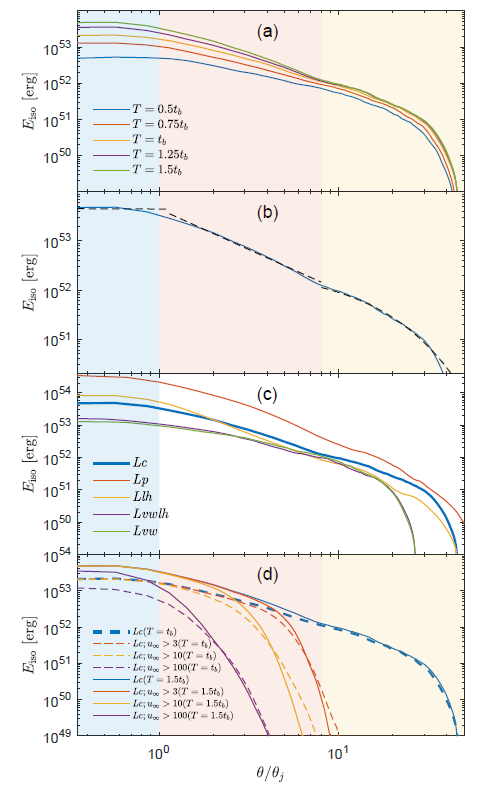 (a)
10^53
10^52
10^51
10^50
E_iso [erg]
T = 0.5t_b
T = 0.75t_b
T = t_b
T = 1.25t_b
T = 1.5t_b
(b)
10^53
10^52
10^51
E_iso [erg]
(c)
10^54
10^53
10^52
10^51
10^50
E_iso [erg]
Lc
Lp
Llh
Lvwlh
Lvw
(d)
10^54
10^53
10^52
10^51
10^50
10^49
E_iso [erg]
Lc(T = t_b)
Lc; u_∞ > 3(T = t_b)
Lc; u_∞ > 10(T = t_b)
Lc; u_∞ > 100(T = t_b)
Lc(T = 1.5t_b)
Lc; u_∞ > 3(T = 1.5t_b)
Lc; u_∞ > 10(T = 1.5t_b)
Lc; u_∞ > 100(T = 1.5t_b)
10^0 10^1
θ/θ_j